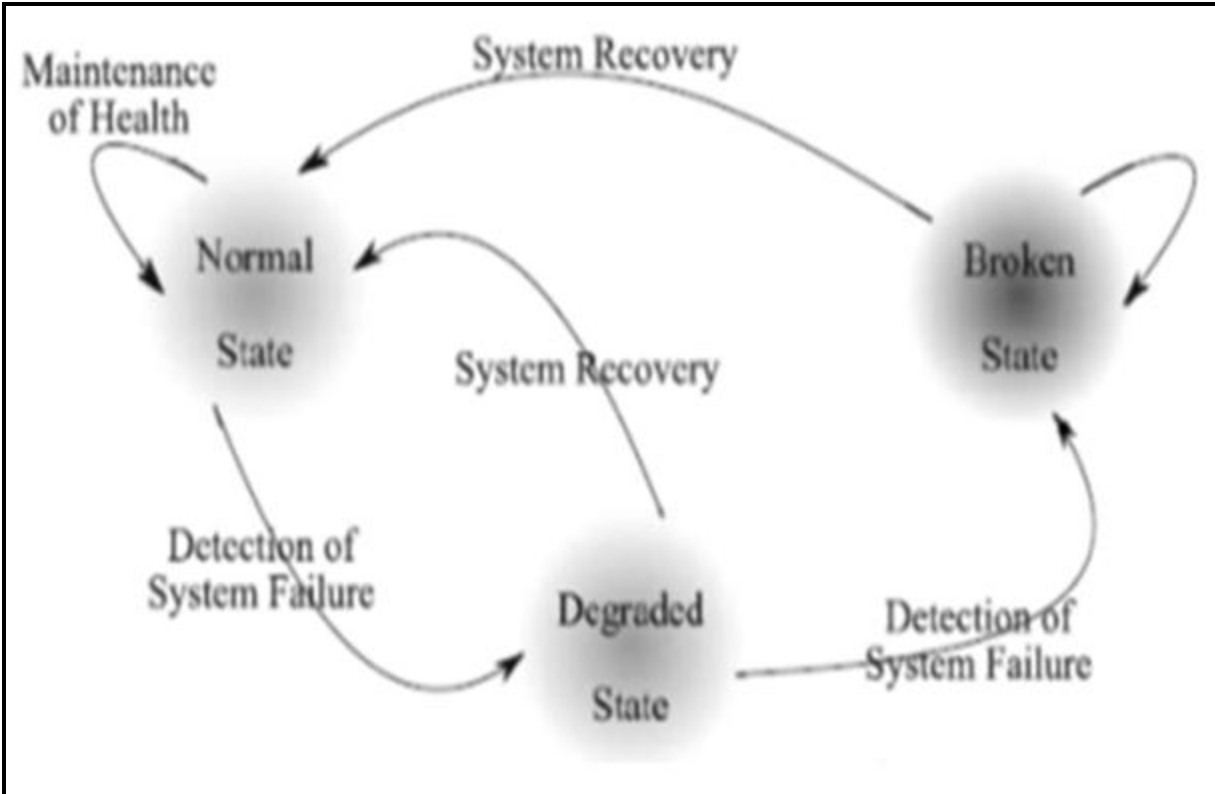 System Recovery
Maintenance
of Health
Normal
State
Broken
State
System Recovery
Detection of
System Failure
Degraded
State
Detection of
System Failure